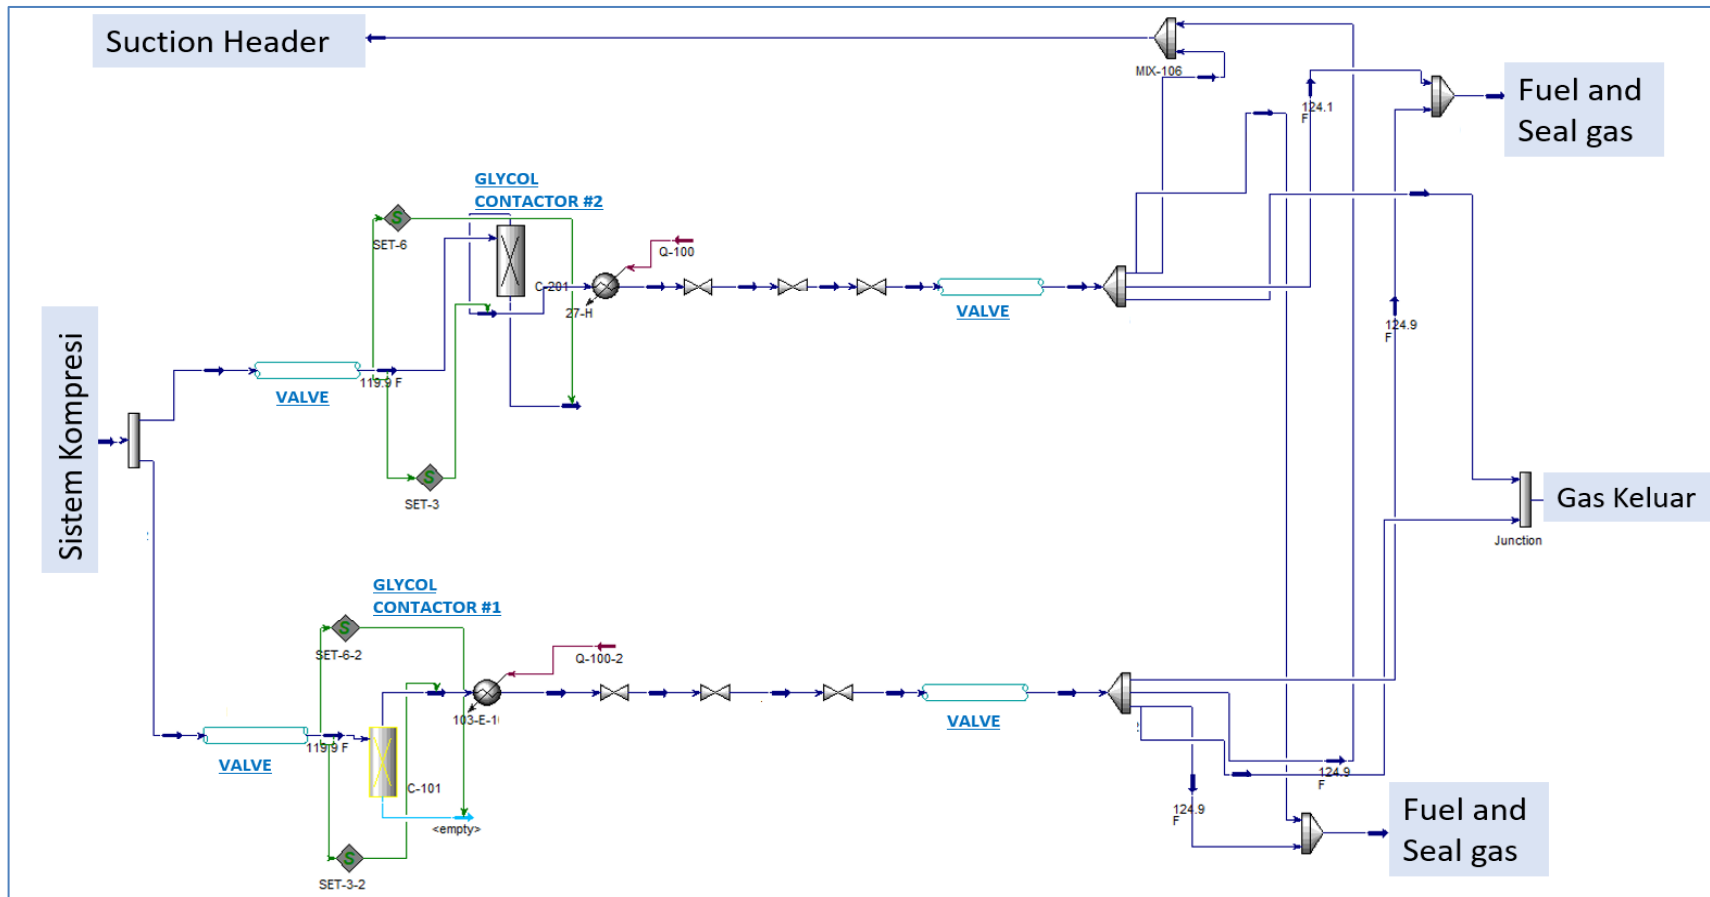 Suction Header
MIX-106
124.1
F
Fuel and
Seal gas
GLYCOL
CONTACTOR #2
SET-6
Q-100
C-201
27-H
VALVE
124.9
F
119.9 F
VALVE
Sistem Kompresi
SET-3
Gas Keluar
Junction
GLYCOL
CONTACTOR #1
SET-6-2
Q-100-2
103-E-1
VALVE
119.9 F
VALVE
C-101
<empty>
124.9
F
124.9
F
Fuel and
Seal gas
SET-3-2